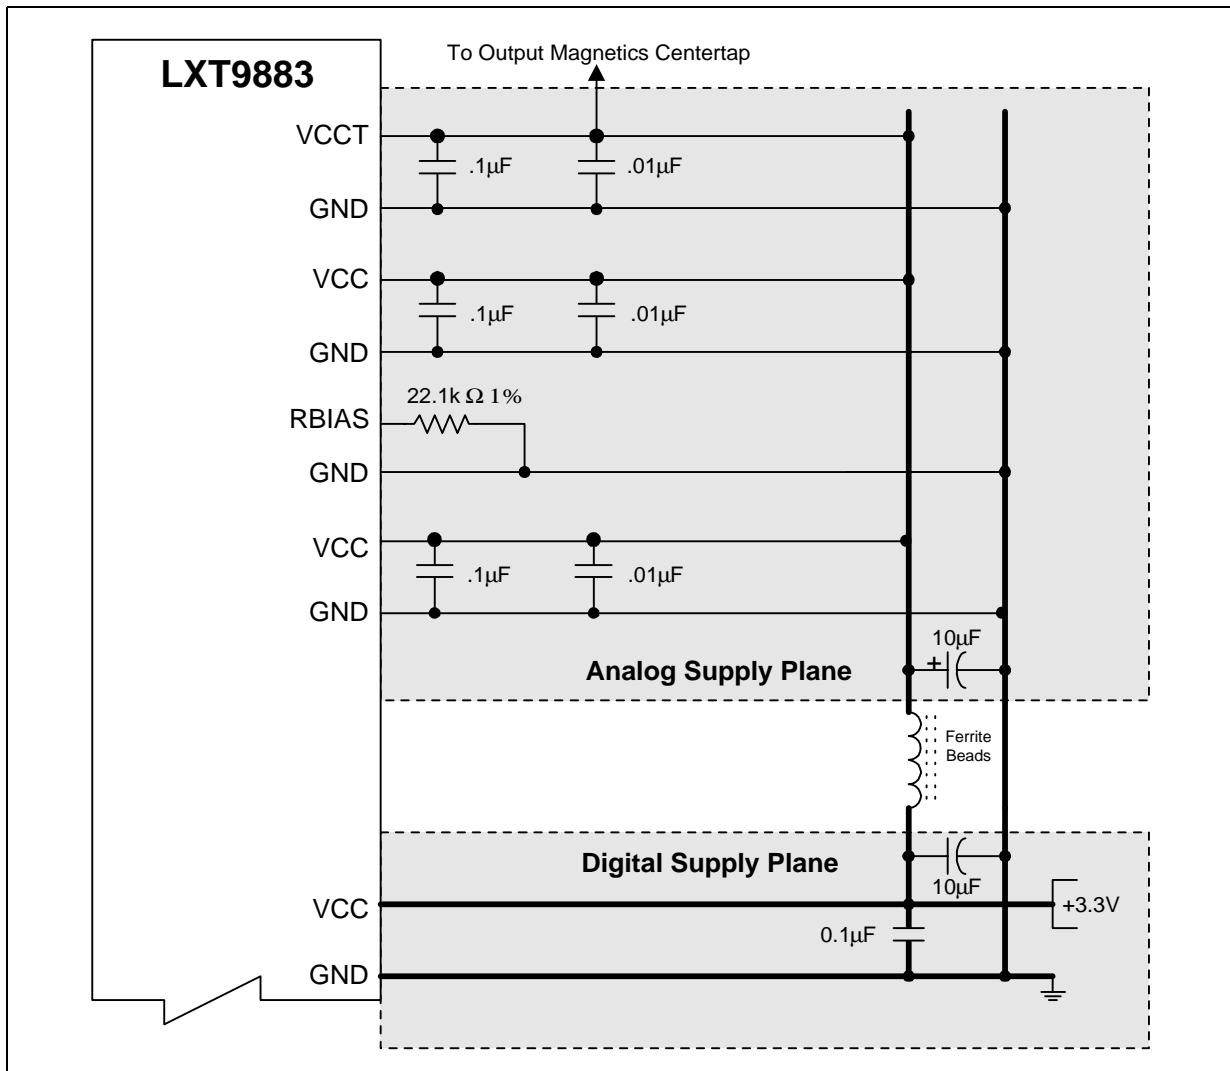 To Output Magnetics Centertap
LXT9883
VCCT
.1µF
.01µF
GND
VCC
.1µF
.01µF
GND
22.1k Ω 1%
RBIAS
GND
VCC
.1µF
.01µF
GND
10µF
+
Analog Supply Plane
Ferrite
Beads
Digital Supply Plane
10µF
VCC
+3.3V
0.1µF
GND